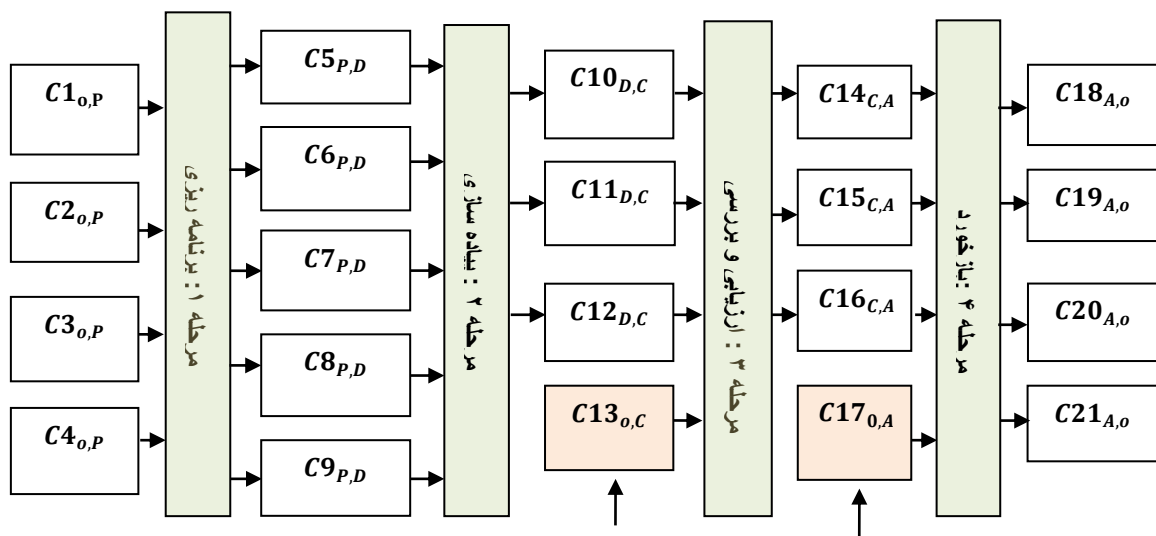 C1o,P
C2o,P
C3o,P
C4o,P
مرحله ۱: برنامه ریزی
C5P,D
C6P,D
C7P,D
C8P,D
C9P,D
مرحله ۲ : پیاده سازی
C10D,C
C11D,C
C12D,C
C13o,C
مرحله ۳ : ارزیابی و بررسی
C14C,A
C15C,A
C16C,A
C170,A
مرحله ۴ :بازخورد
C18A,o
C19A,o
C20A,o
C21A,o